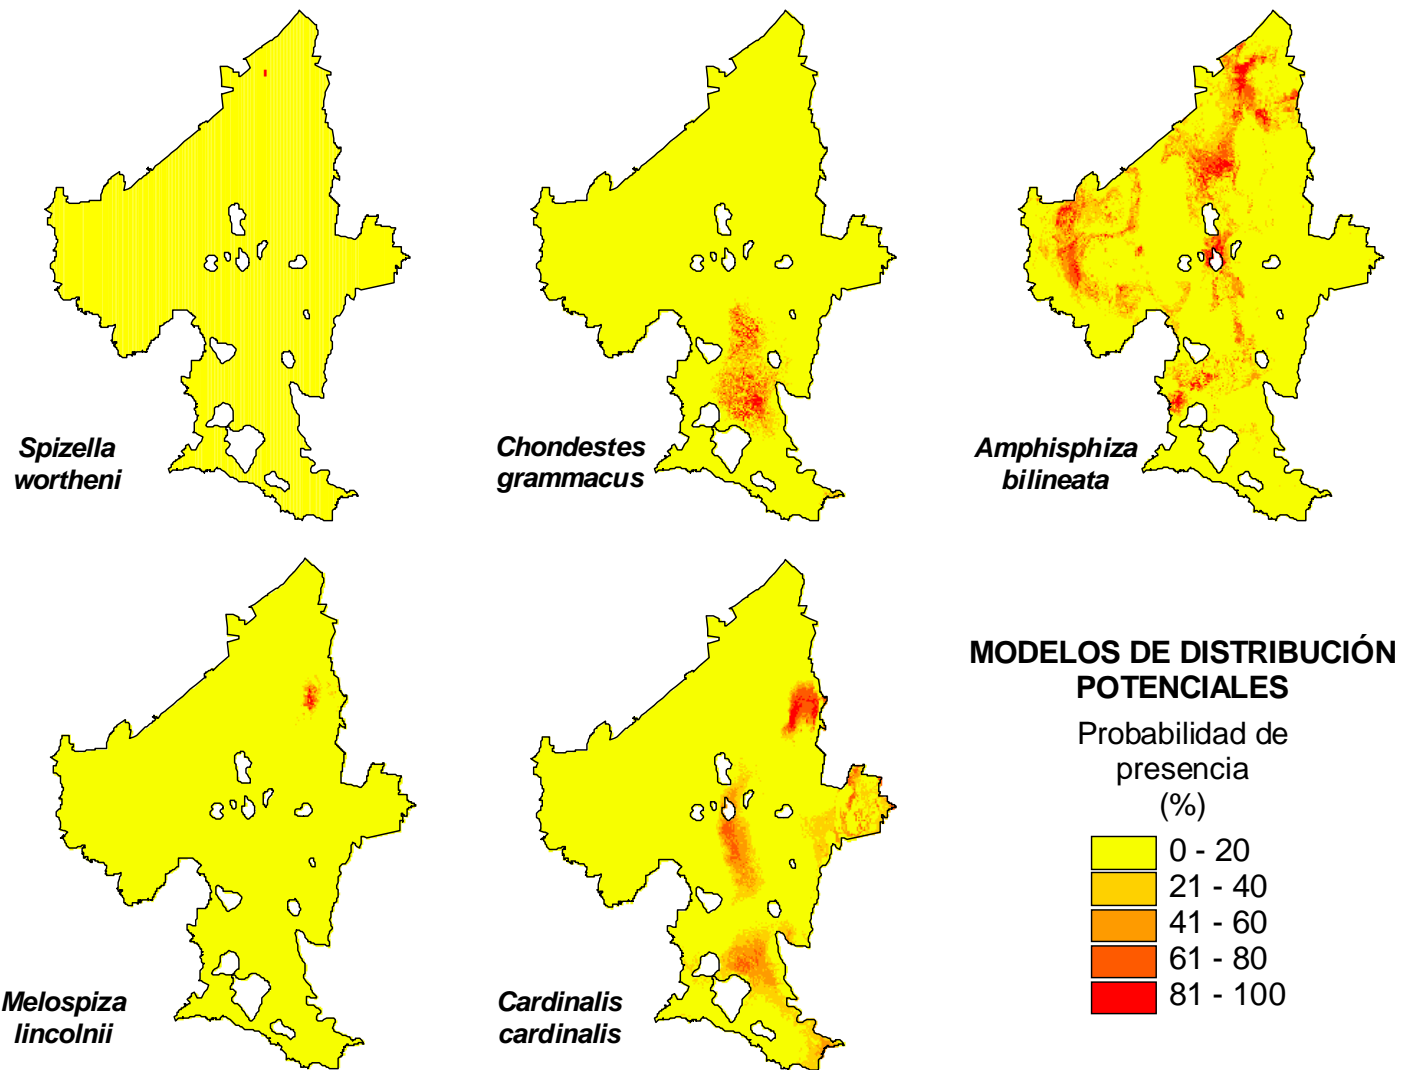 Spizella
wortheni
Chondestes
grammacus
Amphisphiza
bilineata
Melospiza
lincolnii
Cardinalis
cardinalis
MODELOS DE DISTRIBUCIÓN
POTENCIALES
Probabilidad de
presencia
(%)
0 - 20
21 - 40
41 - 60
61 - 80
81 - 100